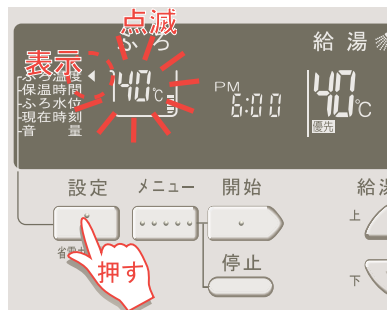 点滅
ふろ
給湯
表示
ふろ温度
40℃
保温時間
ふろ水位
現在時刻
音量
PM
6:00
40℃
優先
設定
メニュー
開始
給湯
上
押す
停止
下